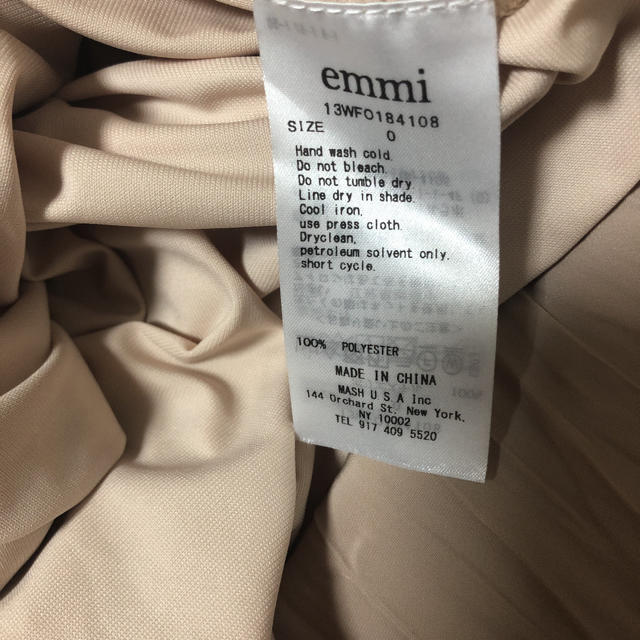 emmi
13WF0184108
SIZE 0
Hand wash cold.
Do not bleach.
Do not tumble dry.
Line dry in shade.
Cool iron.
use press cloth.
Dryclean,
petroleum solvent only.
short cycle.
100% POLYESTER
MADE IN CHINA
MASH U S A Inc
144 Orchard St. New York.
NY 10002
TEL 917 409 5520